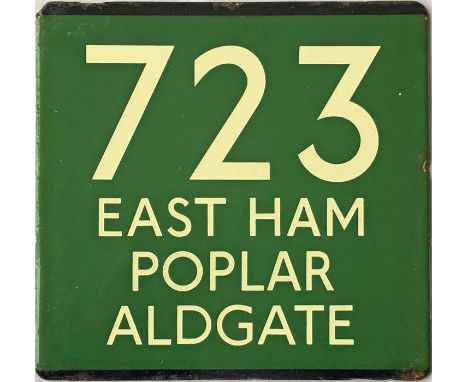 723
EAST HAM
POPLAR
ALDGATE